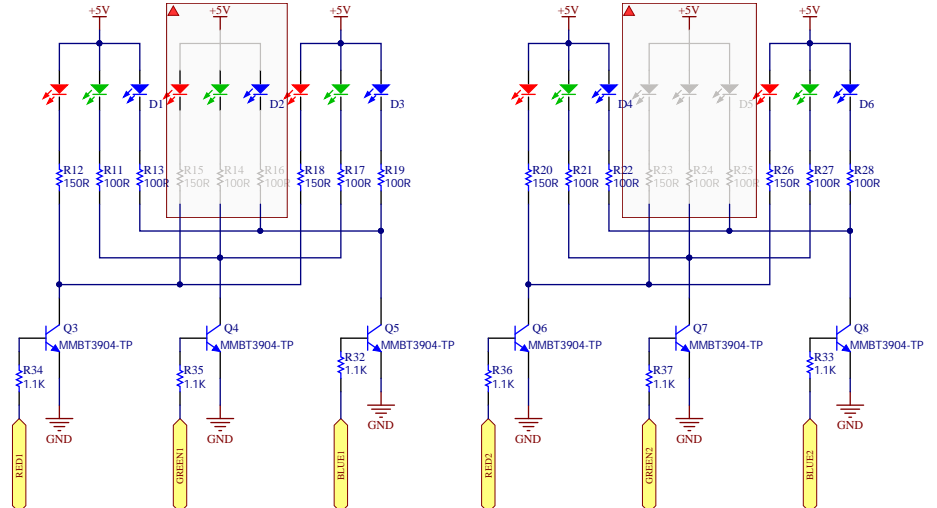 +5V +5V +5V +5V +5V +5V
D1 D2 D3 D4 D5 D6
R12 R11 R13 R15 R14 R16 R18 R17 R19 R20 R21 R22 R23 R24 R25 R26 R27 R28
150R 100R 100R 150R 100R 100R 150R 100R 100R 150R 100R 100R 150R 100R 100R 150R 100R 100R
Q3 Q4 Q5 Q6 Q7 Q8
MMBT3904-TP MMBT3904-TP MMBT3904-TP MMBT3904-TP MMBT3904-TP MMBT3904-TP
R34 R35 R32 R36 R37 R33
1.1K 1.1K 1.1K 1.1K 1.1K 1.1K
GND GND GND GND GND GND
RED1 GREEN1 BLUE1 RED2 GREEN2 BLUE2